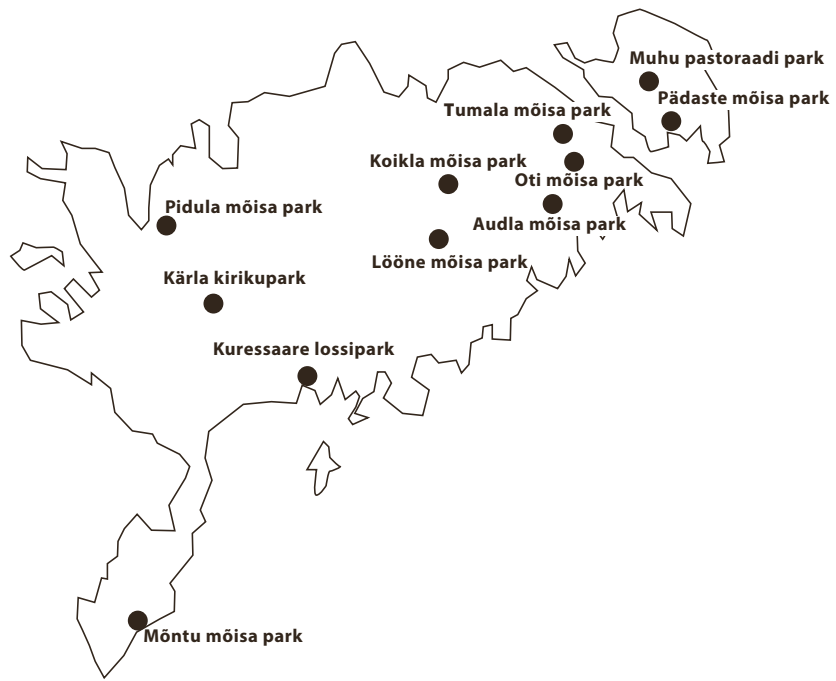 Muhu pastoraadi park
Pädaste mõisa park
Tumala mõisa park
Koikla mõisa park
Oti mõisa park
Pidula mõisa park
Audla mõisa park
Lööne mõisa park
Kärla kirikupark
Kuressaare lossipark
Mõntu mõisa park